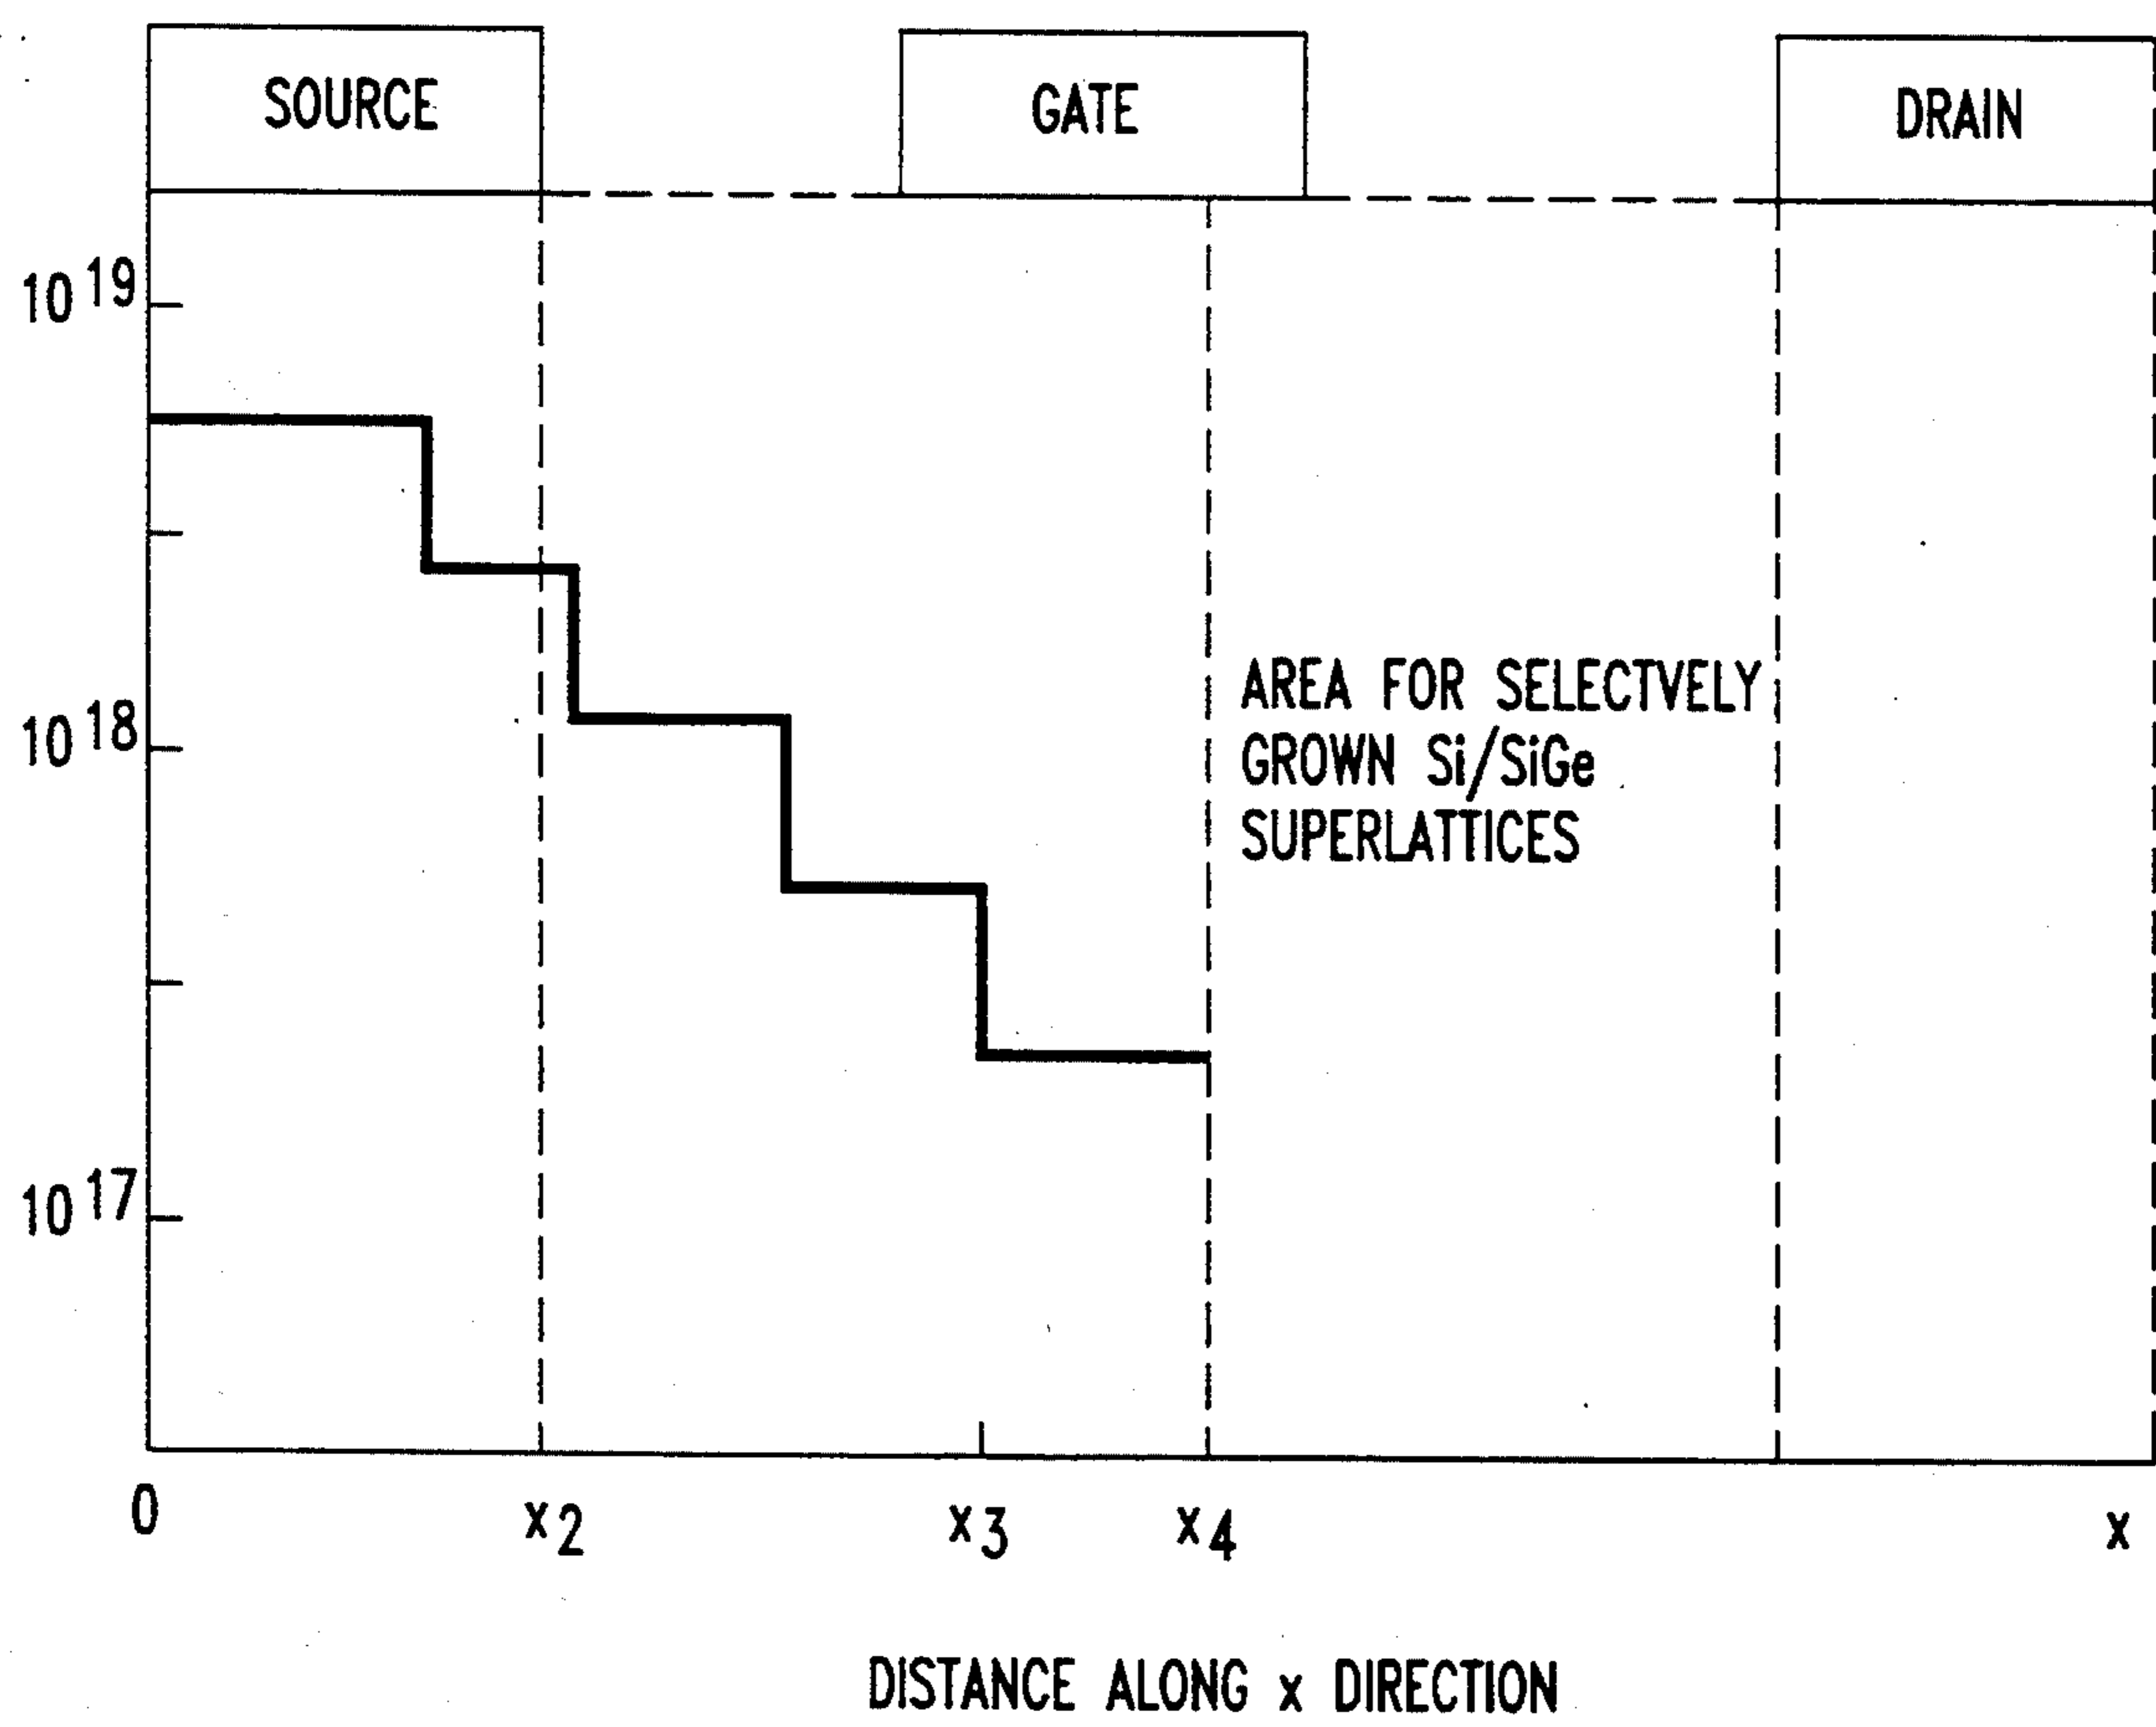 SOURCE
GATE
DRAIN
10^19
10^18
10^17
AREA FOR SELECTVELY
GROWN Si/SiGe
SUPERLATTICES
0
x2
x3
x4
x
DISTANCE ALONG x DIRECTION